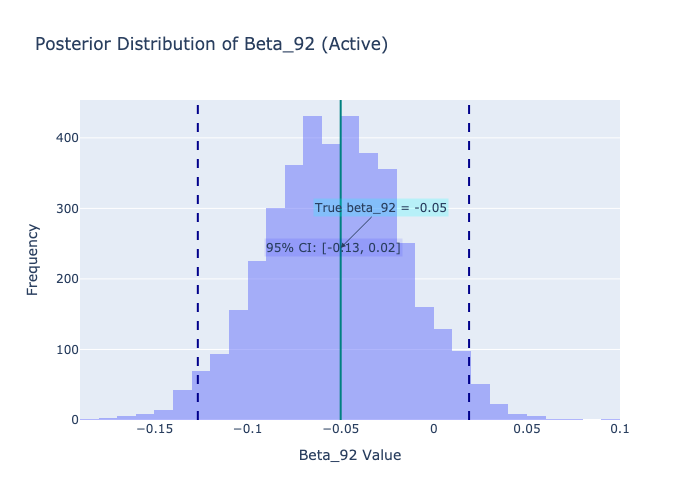 Posterior Distribution of Beta_92 (Active)
400
300
200
100
0
Frequency
True beta_92 = -0.05
95% CI: [-0.13, 0.02]
−0.15
−0.1
−0.05
0
0.05
0.1
Beta_92 Value